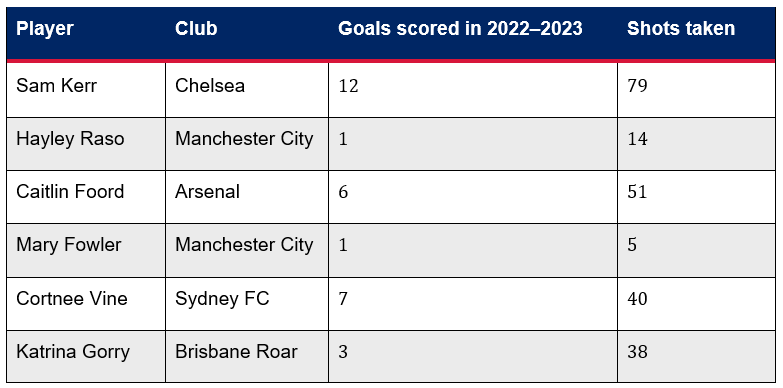 Player Club Goals scored in 2022–2023 Shots taken
Sam Kerr Chelsea 12 79
Hayley Raso Manchester City 1 14
Caitlin Foord Arsenal 6 51
Mary Fowler Manchester City 1 5
Cortnee Vine Sydney FC 7 40
Katrina Gorry Brisbane Roar 3 38